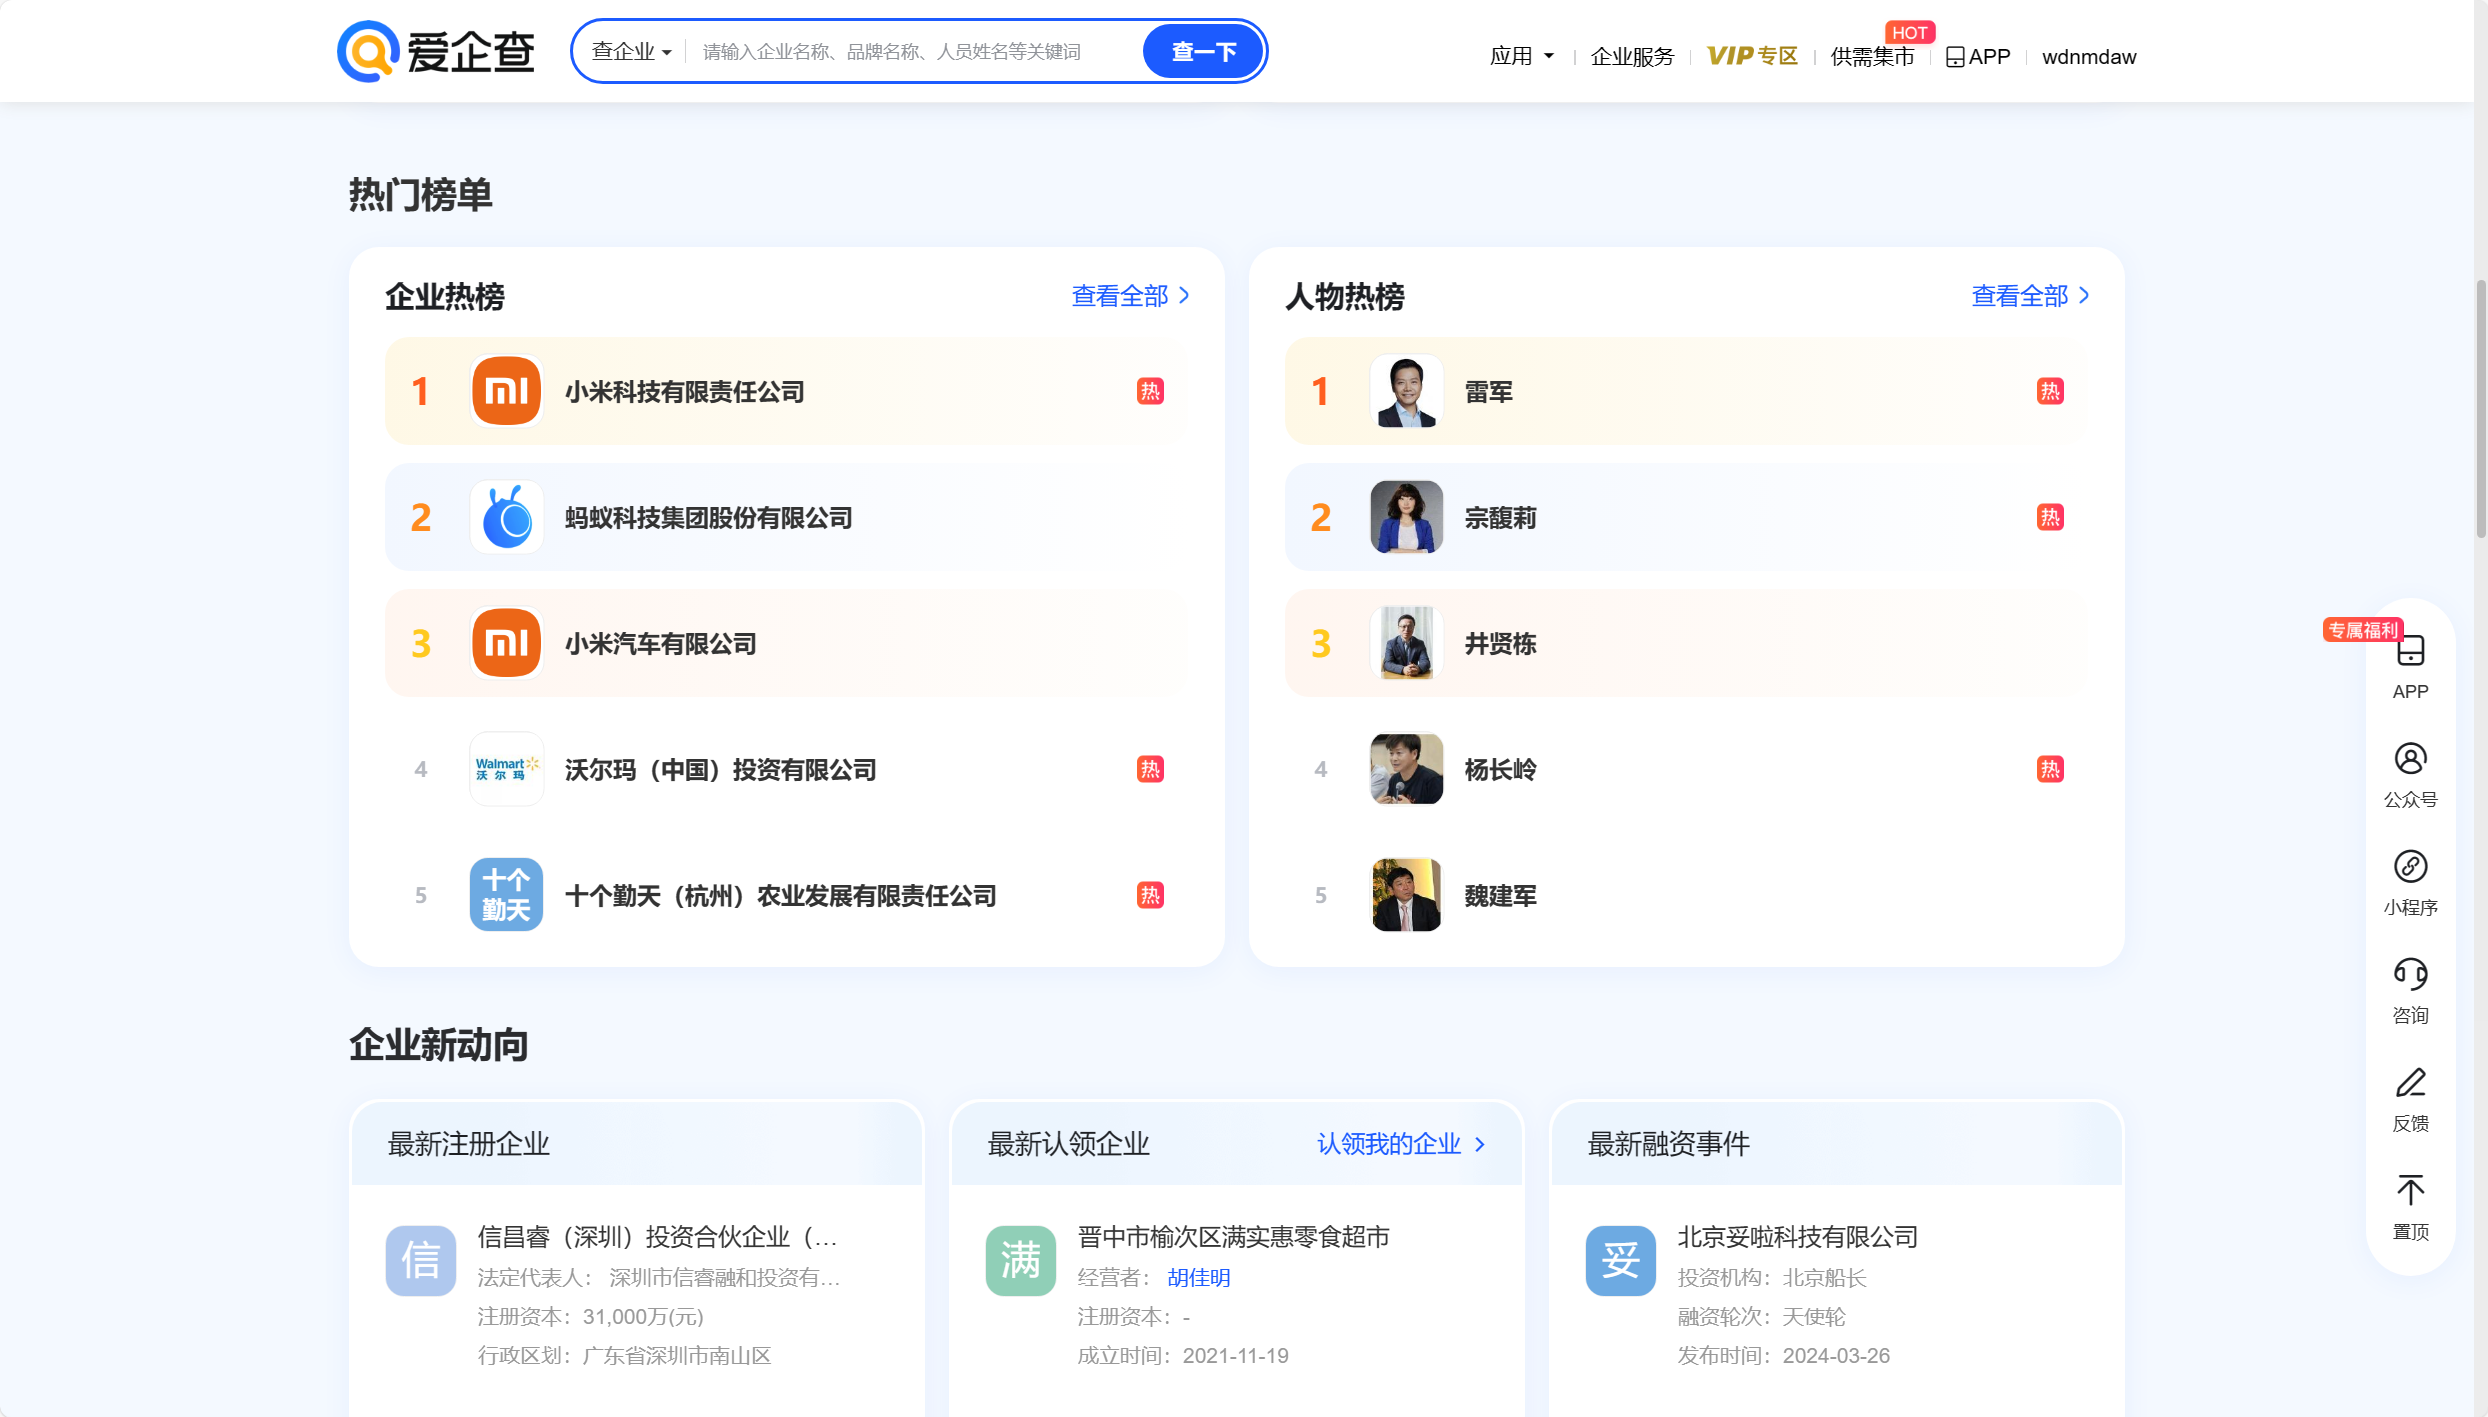 爱企查
查企业
请输入企业名称、品牌名称、人员姓名等关键词
查一下
应用
企业服务
VIP专区
供需集市
HOT
APP
wdnmdaw
热门榜单
企业热榜
查看全部
1
小米科技有限责任公司
热
2
蚂蚁科技集团股份有限公司
3
小米汽车有限公司
4
Walmart
沃尔玛
沃尔玛（中国）投资有限公司
热
5
十个
勤天
十个勤天（杭州）农业发展有限责任公司
热
人物热榜
查看全部
1
雷军
热
2
宗馥莉
热
3
井贤栋
4
杨长岭
热
5
魏建军
企业新动向
最新注册企业
信
信昌睿（深圳）投资合伙企业（...
法定代表人： 深圳市信睿融和投资有...
注册资本：31,000万(元)
行政区划：广东省深圳市南山区
最新认领企业
认领我的企业
满
晋中市榆次区满实惠零食超市
经营者： 胡佳明
注册资本：-
成立时间：2021-11-19
最新融资事件
妥
北京妥啦科技有限公司
投资机构：北京船长
融资轮次：天使轮
发布时间：2024-03-26
专属福利
APP
公众号
小程序
咨询
反馈
置顶